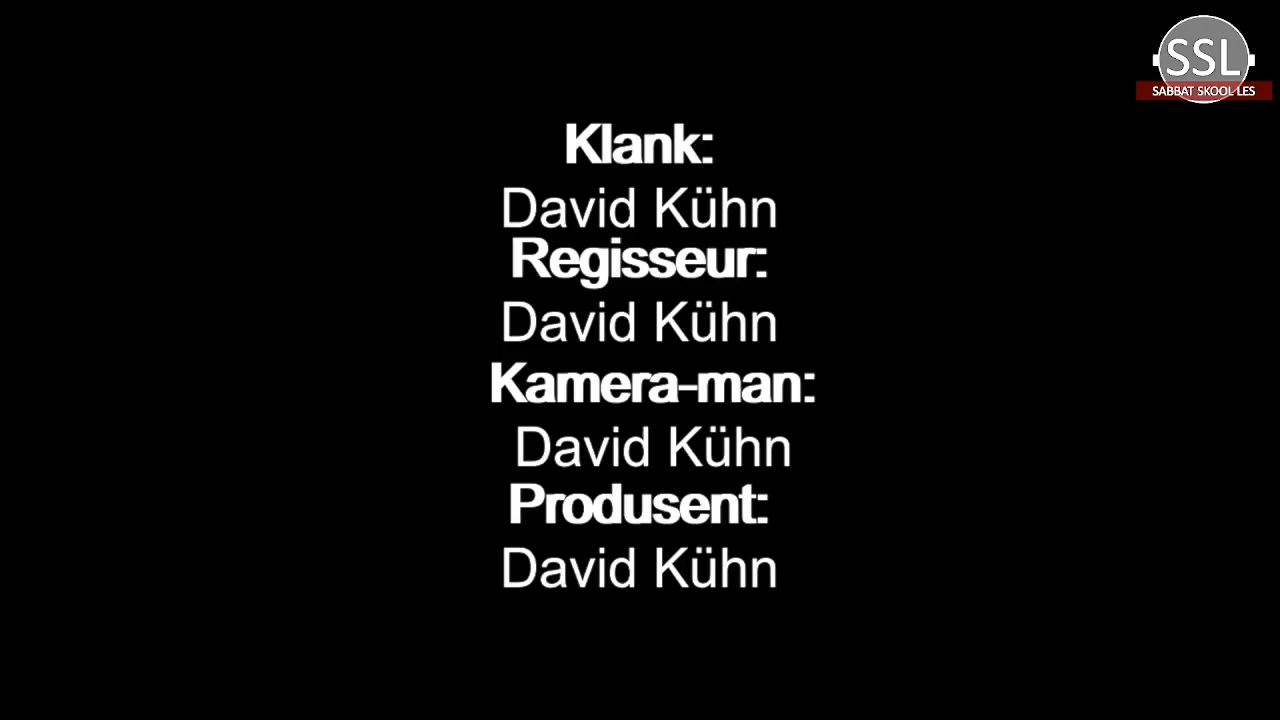 SSL
SABBAT SKOOL LES
Klank:
David Kühn
Regisseur:
David Kühn
Kamera-man:
David Kühn
Produsent:
David Kühn